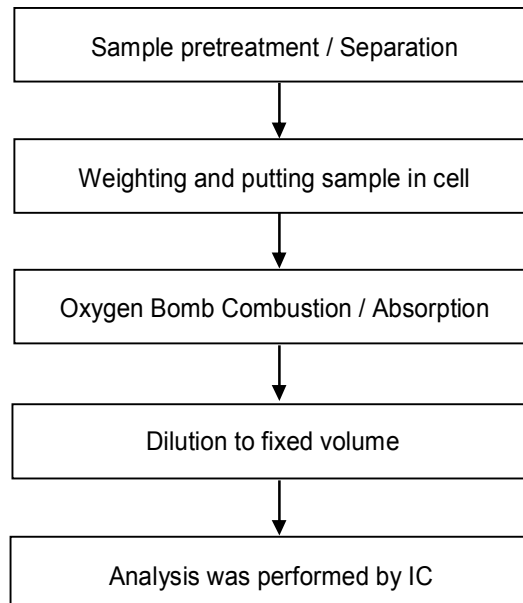 Sample pretreatment / Separation
Weighting and putting sample in cell
Oxygen Bomb Combustion / Absorption
Dilution to fixed volume
Analysis was performed by IC